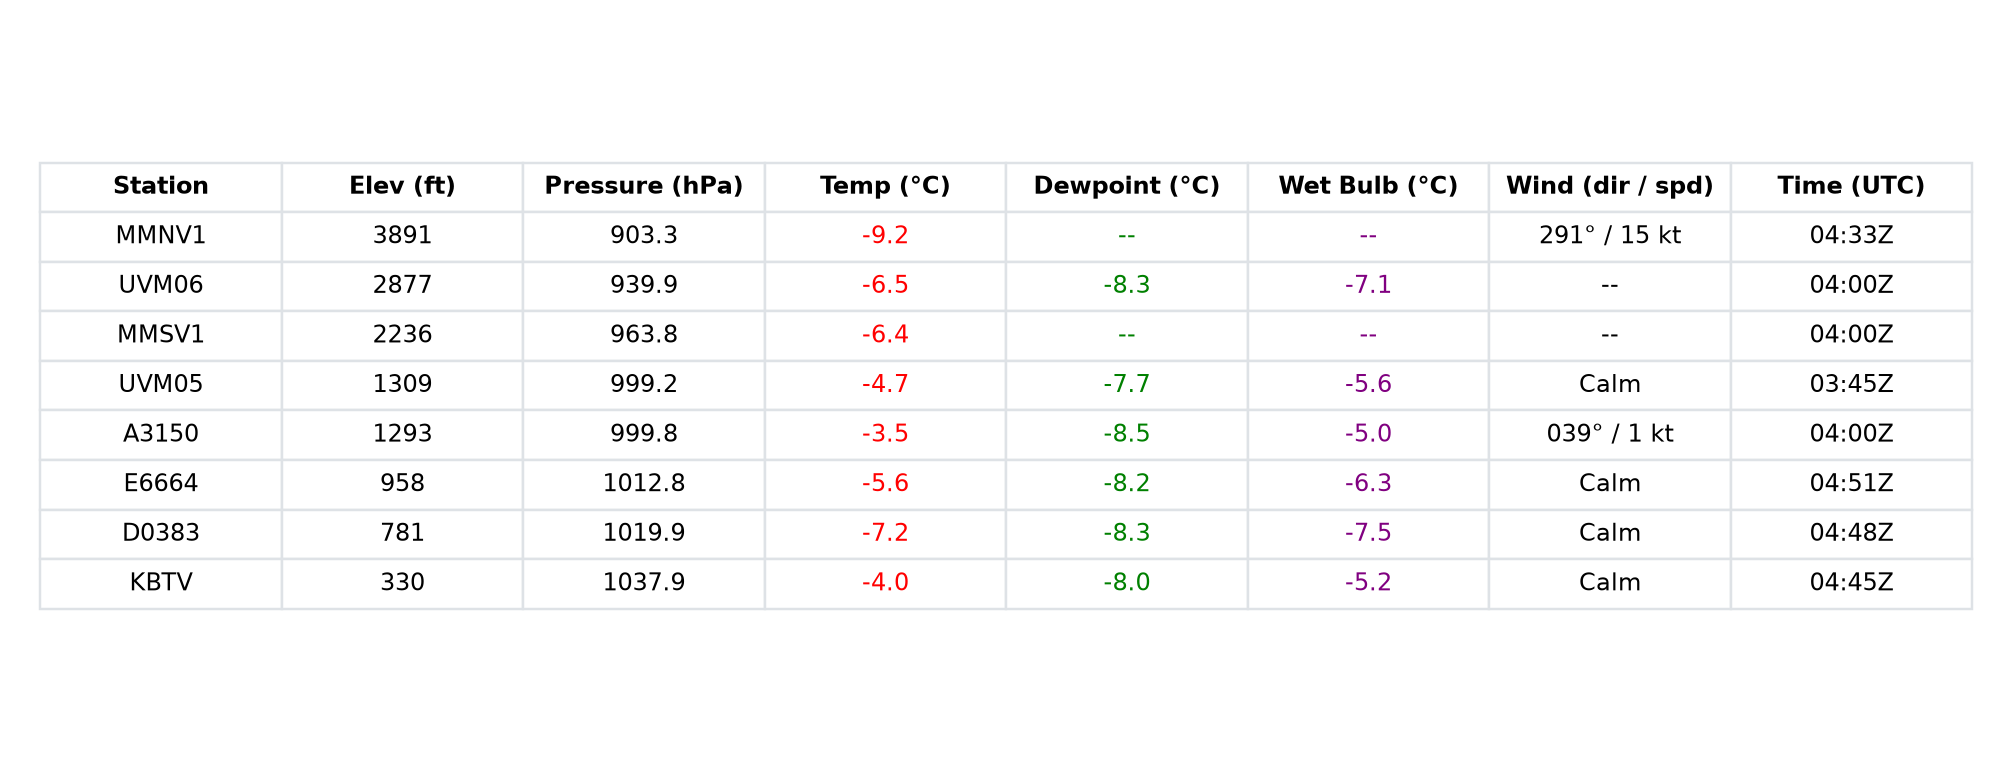 Station Elev (ft) Pressure (hPa) Temp (°C) Dewpoint (°C) Wet Bulb (°C) Wind (dir / spd) Time (UTC)
MMNV1 3891 903.3 -9.2 -- -- 291° / 15 kt 04:33Z
UVM06 2877 939.9 -6.5 -8.3 -7.1 -- 04:00Z
MMSV1 2236 963.8 -6.4 -- -- -- 04:00Z
UVM05 1309 999.2 -4.7 -7.7 -5.6 Calm 03:45Z
A3150 1293 999.8 -3.5 -8.5 -5.0 039° / 1 kt 04:00Z
E6664 958 1012.8 -5.6 -8.2 -6.3 Calm 04:51Z
D0383 781 1019.9 -7.2 -8.3 -7.5 Calm 04:48Z
KBTV 330 1037.9 -4.0 -8.0 -5.2 Calm 04:45Z